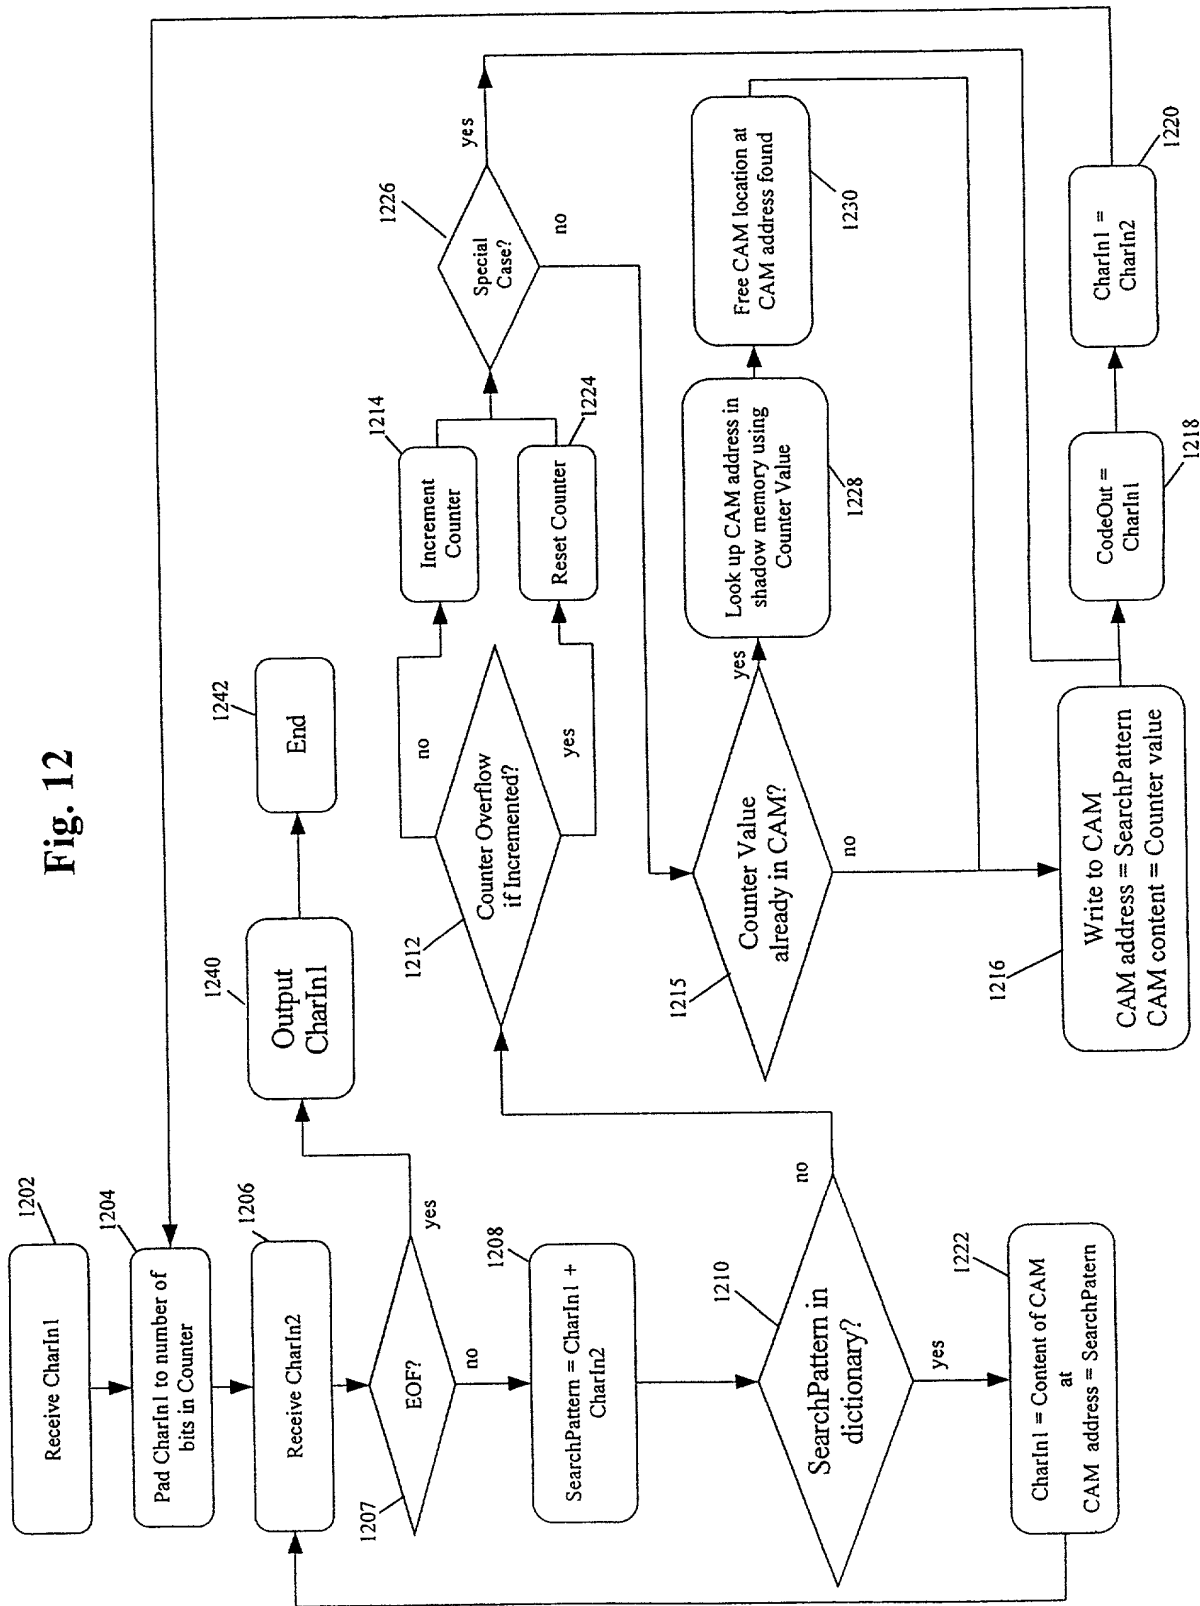 Fig. 12
1202
Receive CharIn1
1204
Pad CharIn1 to number of
bits in Counter
1206
Receive CharIn2
1207
EOF?
yes
no
1240
Output
CharIn1
1242
End
1208
SearchPattern = CharIn1 +
CharIn2
1210
SearchPattern in
dictionary?
no
yes
1222
CharIn1 = Content of CAM
at
CAM address = SearchPatern
1212
Counter Overflow
if Incremented?
no
yes
1214
Increment
Counter
1224
Reset Counter
1226
Special
Case?
yes
no
1215
Counter Value
already in CAM?
yes
no
1228
Look up CAM address in
shadow memory using
Counter Value
1230
Free CAM location at
CAM address found
1216
Write to CAM
CAM address = SearchPattern
CAM content = Counter value
1218
CodeOut =
CharIn1
1220
CharIn1 =
CharIn2